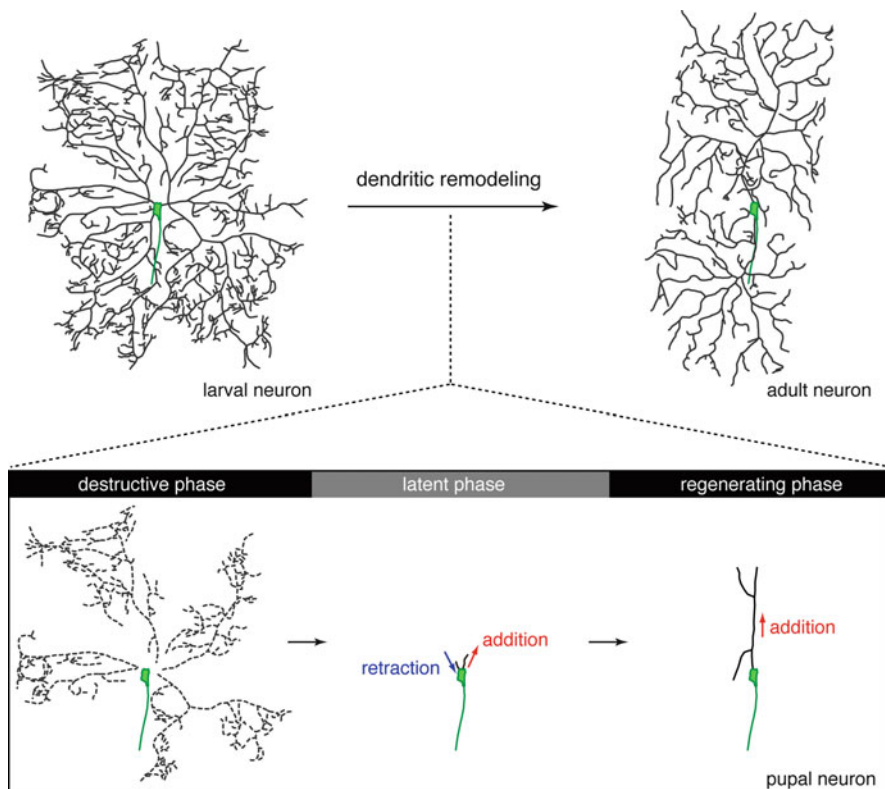 dendritic remodeling
larval neuron
adult neuron
destructive phase
latent phase
regenerating phase
addition
retraction
addition
pupal neuron